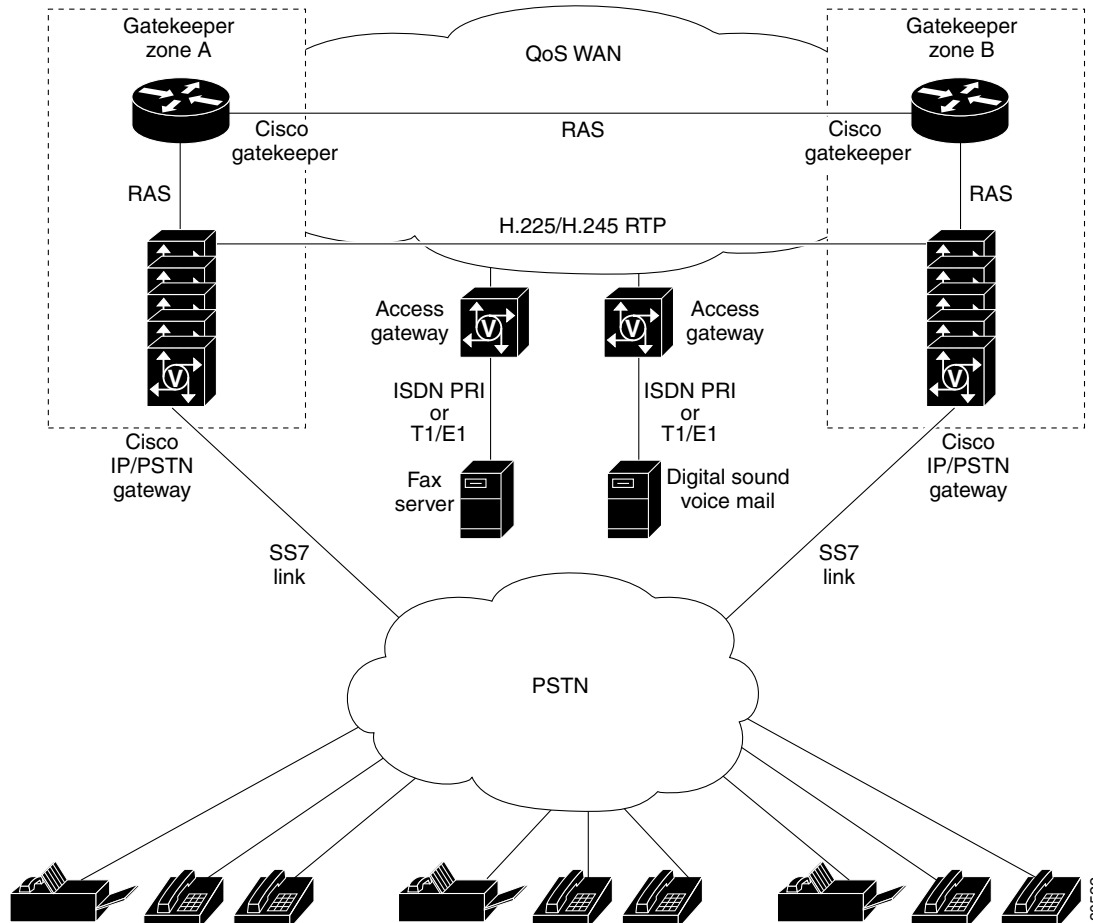 Gatekeeper
zone A
QoS WAN
Gatekeeper
zone B
Cisco
gatekeeper
RAS
Cisco
gatekeeper
RAS
RAS
H.225/H.245 RTP
Access
gateway
V
V
Access
gateway
V
V
ISDN PRI
or
T1/E1
ISDN PRI
or
T1/E1
Cisco
IP/PSTN
gateway
Fax
server
Digital sound
voice mail
Cisco
IP/PSTN
gateway
SS7
link
SS7
link
PSTN